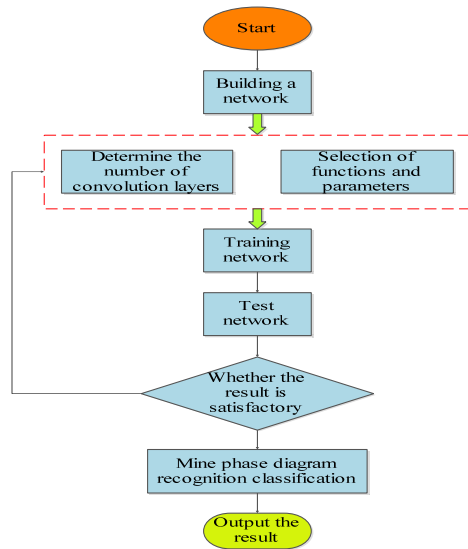 Start
Building a
network
Determine the
number of
convolution layers
Selection of
functions and
parameters
Training
network
Test
network
Whether the
result is
satisfactory
Mine phase diagram
recognition classification
Output the
result